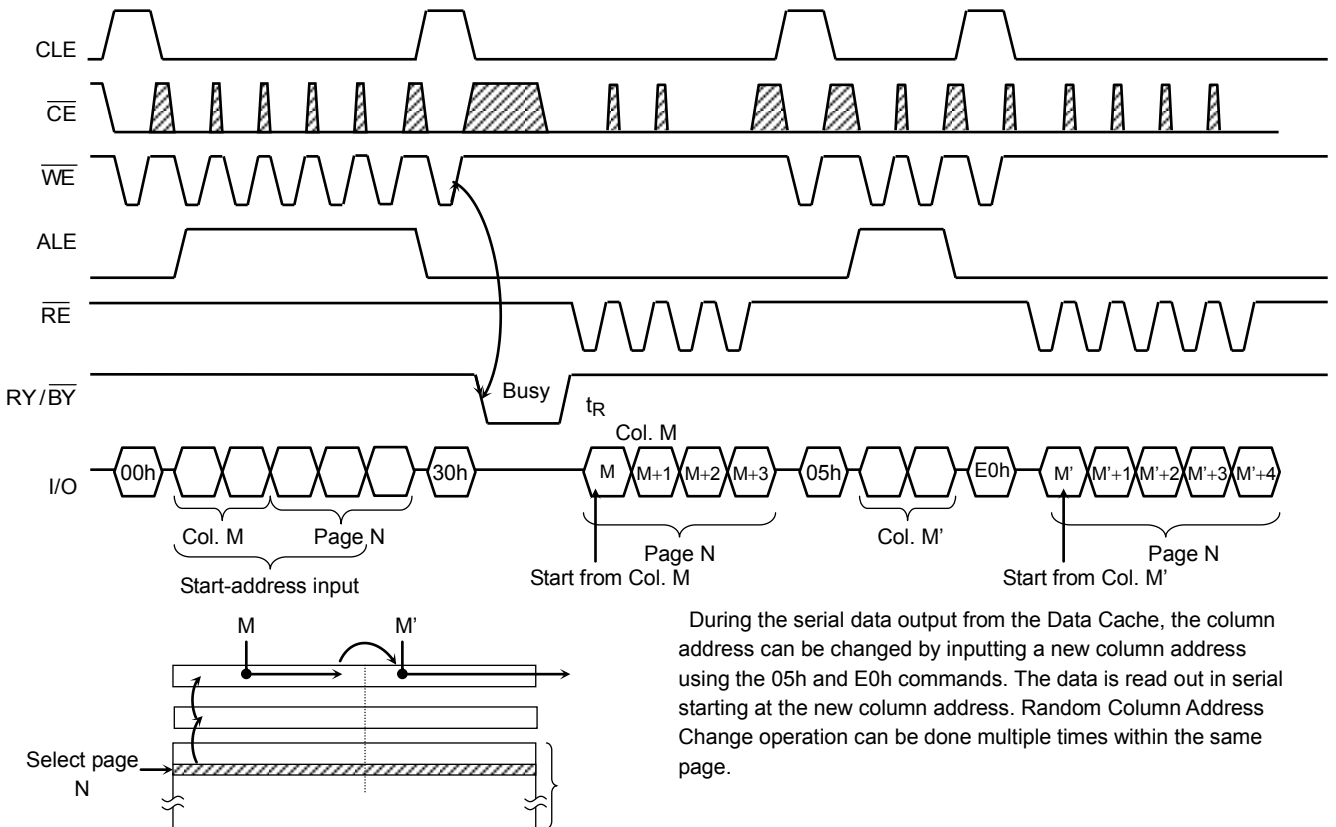 CLE
CE
WE
ALE
RE
RY/BY
Busy
tR
Col. M
I/O
00h
30h
M
M+1
M+2
M+3
05h
E0h
M'
M'+1
M'+2
M'+3
M'+4
Col. M
Page N
Start-address input
Page N
Start from Col. M
Col. M'
Page N
Start from Col. M'
M
M'
Select page
N
During the serial data output from the Data Cache, the column
address can be changed by inputting a new column address
using the 05h and E0h commands. The data is read out in serial
starting at the new column address. Random Column Address
Change operation can be done multiple times within the same
page.